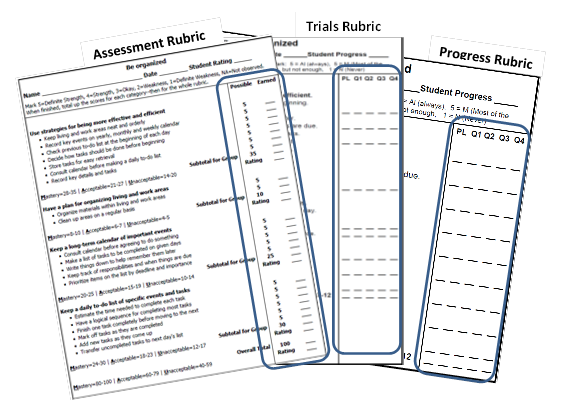 Assessment Rubric
Be organized
Name Date Student Rating
Mark 5=Definite Strength, 4=Strength, 3=Okay, 2=Weakness, 1=Definite Weakness, NA=Not observed.
When finished, total up the scores for each category–then for the whole rubric.
Possible Earned
Use strategies for being more effective and efficient
• Keep living and work areas neat and orderly 5
• Record key events on yearly, monthly and weekly calendar 5
• Check previous to-do list at the beginning of each day 5
• Decide how tasks should be done before beginning 5
• Store tasks for easy retrieval 5
• Consult calendar before making a daily to-do list 5
• Record key details and tasks 5
Subtotal for Group 35
Rating
Mastery=28-35 | Acceptable=21-27 | Unacceptable=14-20
Have a plan for organizing living and work areas
• Organize materials within living and work areas 5
• Clean up areas on a regular basis 5
Subtotal for Group 10
Rating
Mastery=8-10 | Acceptable=6-7 | Unacceptable=4-5
Keep a long-term calendar of important events
• Consult calendar before agreeing to do something 5
• Make a list of tasks to be completed on given days 5
• Write things down to help remember them later 5
• Keep track of responsibilities and when things are due 5
• Prioritize items on the list by deadline and importance 5
Subtotal for Group 25
Rating
Mastery=20-25 | Acceptable=15-19 | Unacceptable=10-14
Keep a daily to-do list of specific events and tasks
• Estimate the time needed to complete each task 5
• Have a logical sequence for completing most tasks 5
• Finish one task completely before moving to the next 5
• Mark off tasks as they are completed 5
• Add new tasks as they come up 5
• Transfer uncompleted tasks to next day's list 5
Subtotal for Group 30
Rating
Mastery=24-30 | Acceptable=18-23 | Unacceptable=12-17
Overall Total 100
Rating
Mastery=80-100 | Acceptable=60-79 | Unacceptable=40-59
Trials Rubric
anized
Student Progress
5 = Al (always). 5 = M (Most of the
, but not enough, 1 = N (Never)
PL Q1 Q2 Q3 Q4
efficient.
ginning.
are due.
-12
Progress Rubric
d
Student Progress
Al (always). 5 = M (Most of the
ot enough, 1 = N (Never)
PL Q1 Q2 Q3 Q4
due.
12